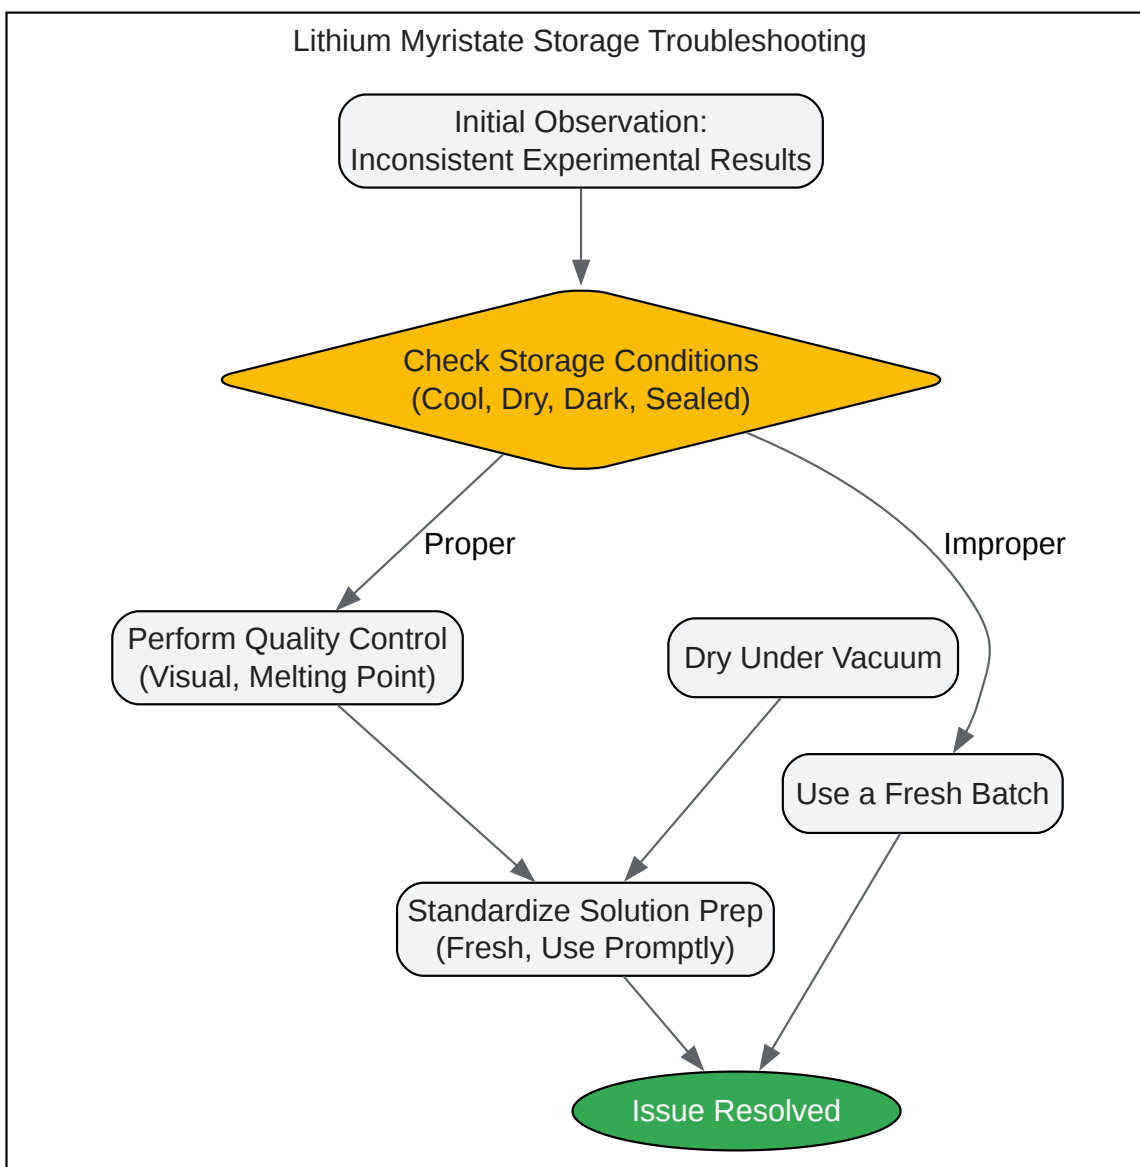 Lithium Myristate Storage Troubleshooting
Initial Observation:
Inconsistent Experimental Results
Check Storage Conditions
(Cool, Dry, Dark, Sealed)
Proper
Improper
Perform Quality Control
(Visual, Melting Point)
Dry Under Vacuum
Use a Fresh Batch
Standardize Solution Prep
(Fresh, Use Promptly)
Issue Resolved